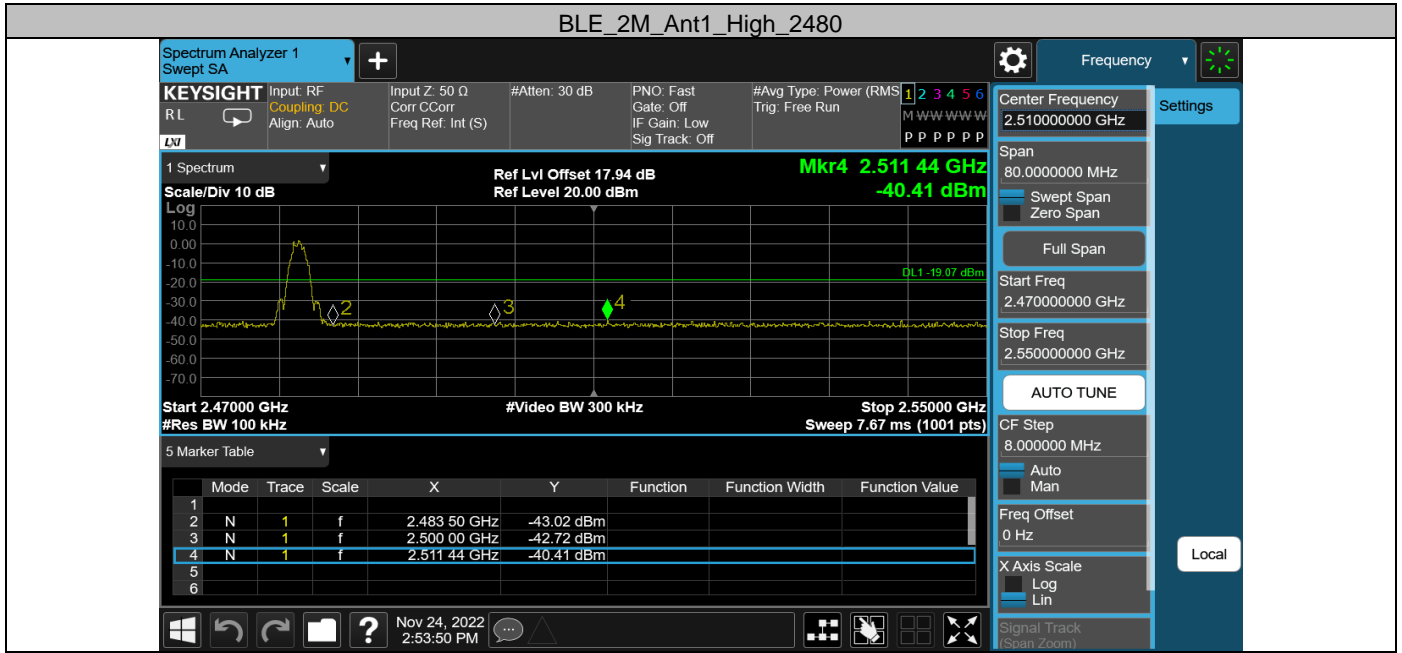 BLE_2M_Ant1_High_2480
Spectrum Analyzer 1
Swept SA
Frequency
KEYSIGHT
RL
LXI
Input: RF
Coupling: DC
Align: Auto
Input Z: 50 Ω
Corr CCorr
Freq Ref: Int (S)
#Atten: 30 dB
PNO: Fast
Gate: Off
IF Gain: Low
Sig Track: Off
#Avg Type: Power (RMS
Trig: Free Run
1 2 3 4 5 6
M W W W W W
P P P P P P
1 Spectrum
Scale/Div 10 dB
Ref Lvl Offset 17.94 dB
Ref Level 20.00 dBm
Mkr4 2.511 44 GHz
-40.41 dBm
Log
10.0
0.00
-10.0
-20.0
-30.0
-40.0
-50.0
-60.0
-70.0
DL1 -19.07 dBm
2
3
4
Start 2.47000 GHz
#Video BW 300 kHz
Stop 2.55000 GHz
#Res BW 100 kHz
Sweep 7.67 ms (1001 pts)
5 Marker Table
Mode Trace Scale X Y Function Function Width Function Value
1
2 N 1 f 2.483 50 GHz -43.02 dBm
3 N 1 f 2.500 00 GHz -42.72 dBm
4 N 1 f 2.511 44 GHz -40.41 dBm
5
6
Nov 24, 2022
2:53:50 PM
?
Center Frequency
2.510000000 GHz
Settings
Span
80.0000000 MHz
Swept Span
Zero Span
Full Span
Start Freq
2.470000000 GHz
Stop Freq
2.550000000 GHz
AUTO TUNE
CF Step
8.000000 MHz
Auto
Man
Freq Offset
0 Hz
X Axis Scale
Log
Lin
Signal Track
(Span Zoom)
Local